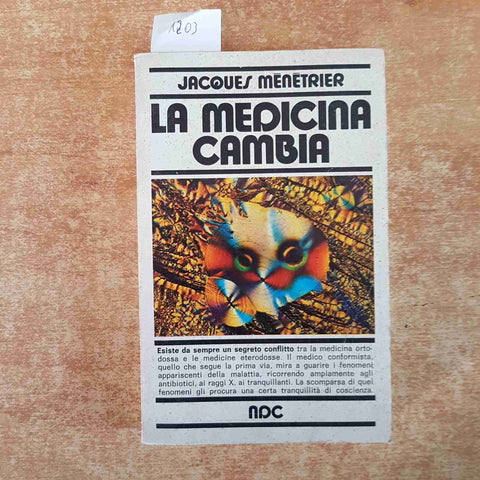 1203
JACQUES MÉNÉTRIER
LA MEDICINA
CAMBIA
Esiste da sempre un segreto conflitto tra la medicina orto-
dossa e le medicine eterodosse. Il medico conformista,
quello che segue la prima via, mira a guarire i fenomeni
appariscenti della malattia, ricorrendo ampiamente agli
antibiotici, ai raggi X, ai tranquillanti. La scomparsa di quei
fenomeni gli procura una certa tranquillità di coscienza.
NDC